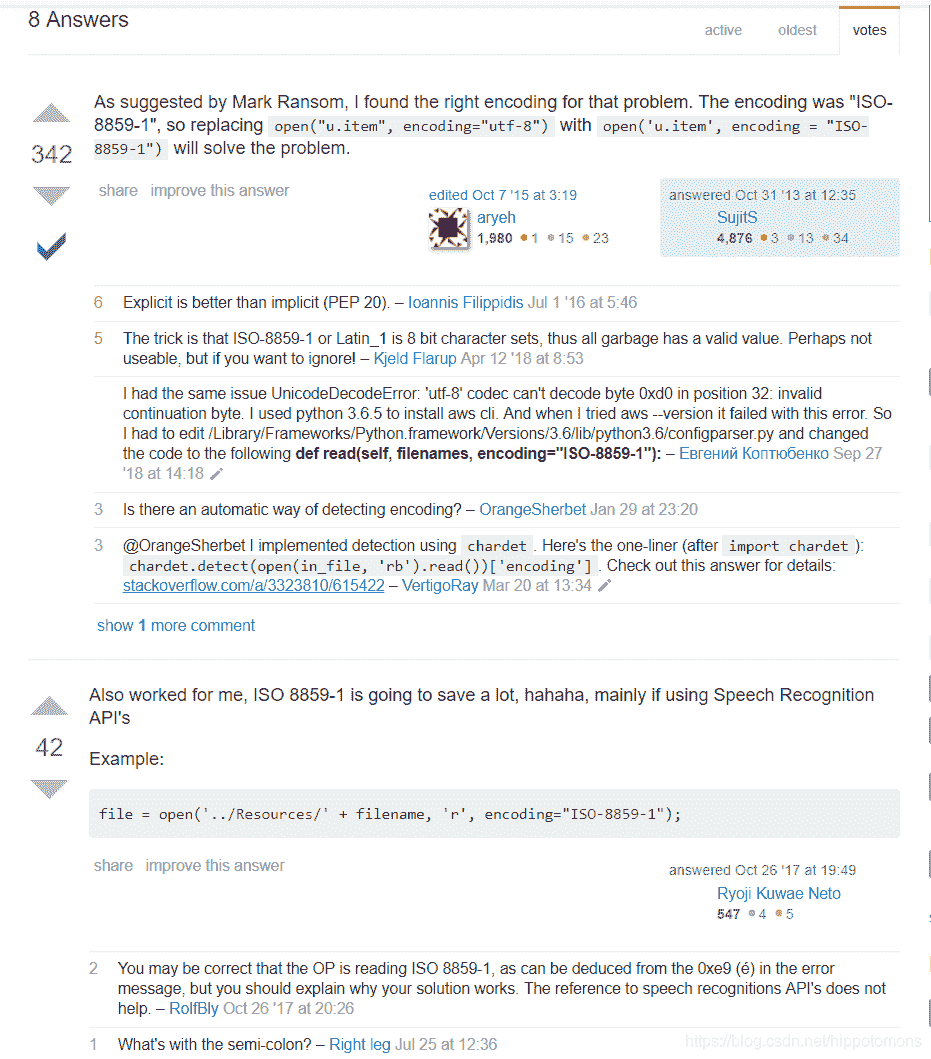 8 Answers
active oldest votes
As suggested by Mark Ransom, I found the right encoding for that problem. The encoding was "ISO-
8859-1", so replacing open("u.item", encoding="utf-8") with open('u.item', encoding = "ISO-
8859-1") will solve the problem.
342
share improve this answer
edited Oct 7 '15 at 3:19
aryeh
1,980 1 15 23
answered Oct 31 '13 at 12:35
SujitS
4,876 3 13 34
6 Explicit is better than implicit (PEP 20). – Ioannis Filippidis Jul 1 '16 at 5:46
5 The trick is that ISO-8859-1 or Latin_1 is 8 bit character sets, thus all garbage has a valid value. Perhaps not
useable, but if you want to ignore! – Kjeld Flarup Apr 12 '18 at 8:53
I had the same issue UnicodeDecodeError: 'utf-8' codec can't decode byte 0xd0 in position 32: invalid
continuation byte. I used python 3.6.5 to install aws cli. And when I tried aws --version it failed with this error. So
I had to edit /Library/Frameworks/Python.framework/Versions/3.6/lib/python3.6/configparser.py and changed
the code to the following def read(self, filenames, encoding="ISO-8859-1"): – Евгений Коптюбенко Sep 27
'18 at 14:18
3 Is there an automatic way of detecting encoding? – OrangeSherbet Jan 29 at 23:20
3 @OrangeSherbet I implemented detection using chardet . Here's the one-liner (after import chardet ):
chardet.detect(open(in_file, 'rb').read())['encoding'] . Check out this answer for details:
stackoverflow.com/a/3323810/615422 – VertigoRay Mar 20 at 13:34
show 1 more comment
Also worked for me, ISO 8859-1 is going to save a lot, hahaha, mainly if using Speech Recognition
API's
42
Example:
file = open('../Resources/' + filename, 'r', encoding="ISO-8859-1");
share improve this answer
answered Oct 26 '17 at 19:49
Ryoji Kuwae Neto
547 4 5
2 You may be correct that the OP is reading ISO 8859-1, as can be deduced from the 0xe9 (é) in the error
message, but you should explain why your solution works. The reference to speech recognitions API's does not
help. – RolfBly Oct 26 '17 at 20:26
1 What's with the semi-colon? – Right leg Jul 25 at 12:36
https://blog.csdn.net/hippotomons